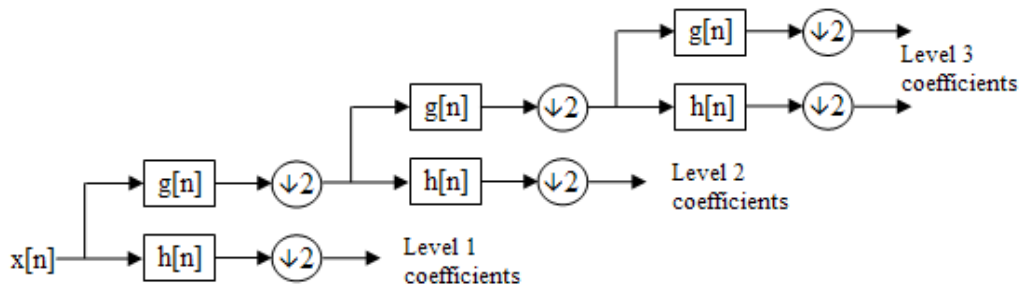 g[n] ↓2
Level 3
coefficients
g[n] ↓2 h[n] ↓2
g[n] ↓2 h[n] ↓2
Level 2
coefficients
x[n] h[n] ↓2
Level 1
coefficients